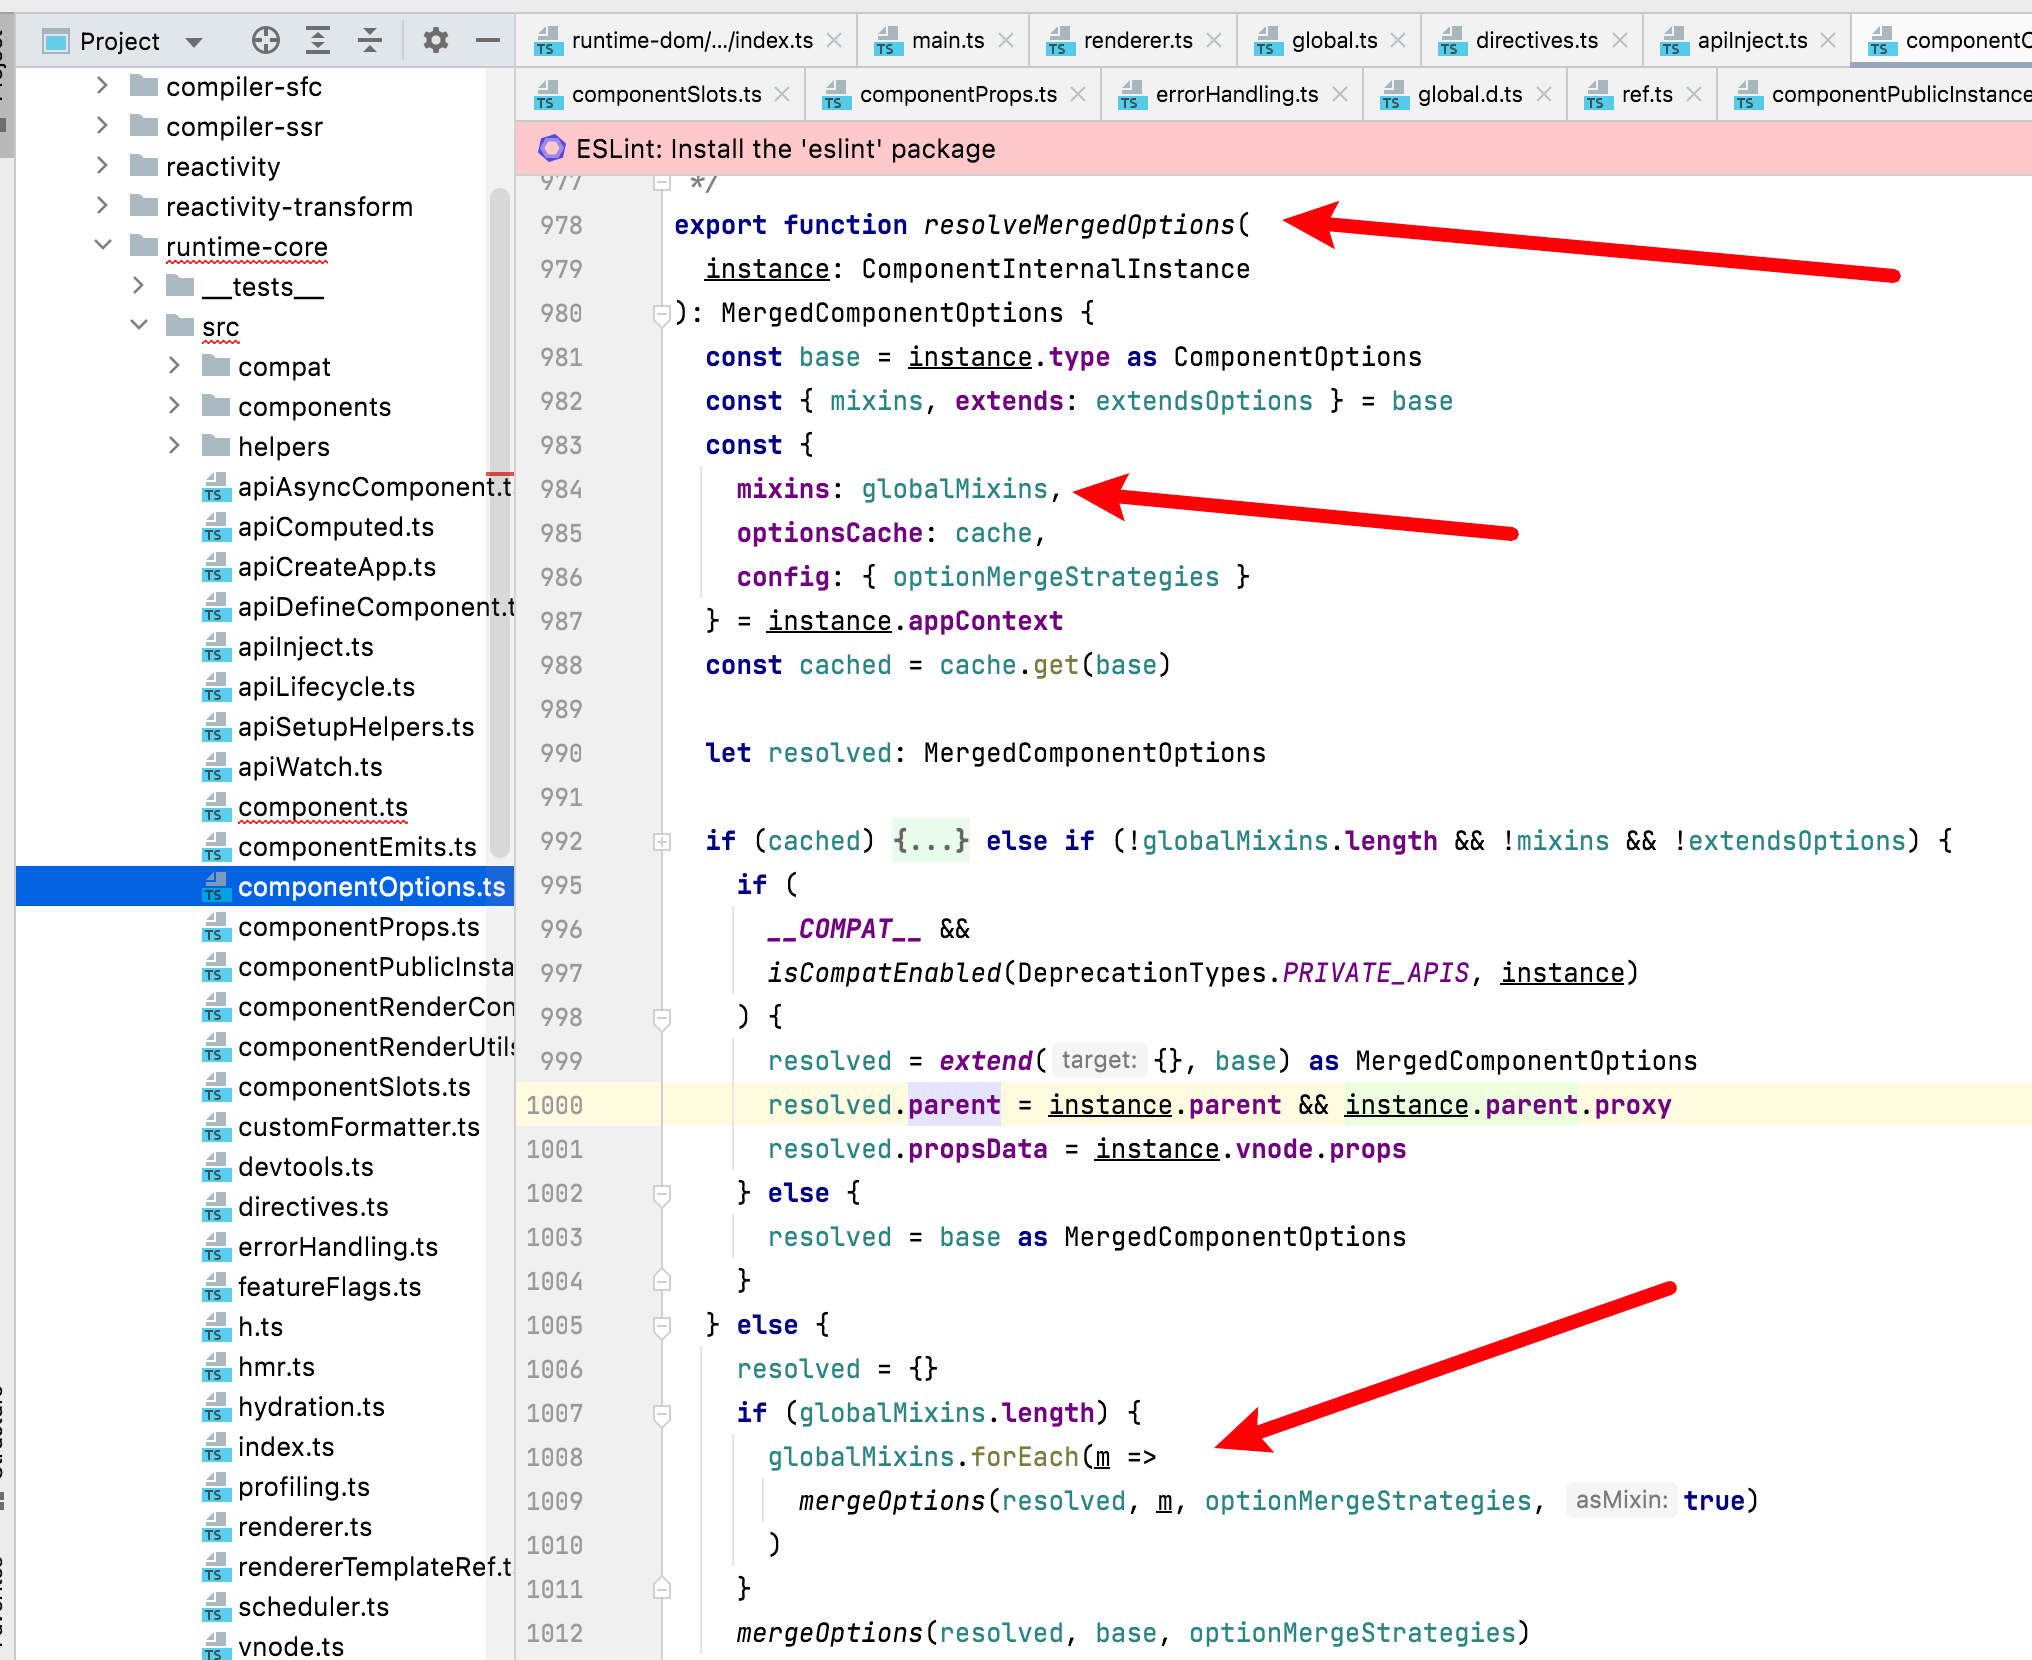 Project
compiler-sfc
compiler-ssr
reactivity
reactivity-transform
runtime-core
__tests__
src
compat
components
helpers
apiAsyncComponent.t
apiComputed.ts
apiCreateApp.ts
apiDefineComponent.t
apiInject.ts
apiLifecycle.ts
apiSetupHelpers.ts
apiWatch.ts
component.ts
componentEmits.ts
componentOptions.ts
componentProps.ts
componentPublicInsta
componentRenderCon
componentRenderUtils
componentSlots.ts
customFormatter.ts
devtools.ts
directives.ts
errorHandling.ts
featureFlags.ts
h.ts
hmr.ts
hydration.ts
index.ts
profiling.ts
renderer.ts
rendererTemplateRef.t
scheduler.ts
vnode.ts
runtime-dom/.../index.ts main.ts renderer.ts global.ts directives.ts apiInject.ts componentO
componentSlots.ts componentProps.ts errorHandling.ts global.d.ts ref.ts componentPublicInstance
ESLint: Install the 'eslint' package
977 */
978 export function resolveMergedOptions(
979 instance: ComponentInternalInstance
980 ): MergedComponentOptions {
981 const base = instance.type as ComponentOptions
982 const { mixins, extends: extendsOptions } = base
983 const {
984 mixins: globalMixins,
985 optionsCache: cache,
986 config: { optionMergeStrategies }
987 } = instance.appContext
988 const cached = cache.get(base)
989
990 let resolved: MergedComponentOptions
991
992 if (cached) {...} else if (!globalMixins.length && !mixins && !extendsOptions) {
995 if (
996 __COMPAT__ &&
997 isCompatEnabled(DeprecationTypes.PRIVATE_APIS, instance)
998 ) {
999 resolved = extend( target: {}, base) as MergedComponentOptions
1000 resolved.parent = instance.parent && instance.parent.proxy
1001 resolved.propsData = instance.vnode.props
1002 } else {
1003 resolved = base as MergedComponentOptions
1004 }
1005 } else {
1006 resolved = {}
1007 if (globalMixins.length) {
1008 globalMixins.forEach(m =>
1009 mergeOptions(resolved, m, optionMergeStrategies, asMixin: true)
1010 )
1011 }
1012 mergeOptions(resolved, base, optionMergeStrategies)